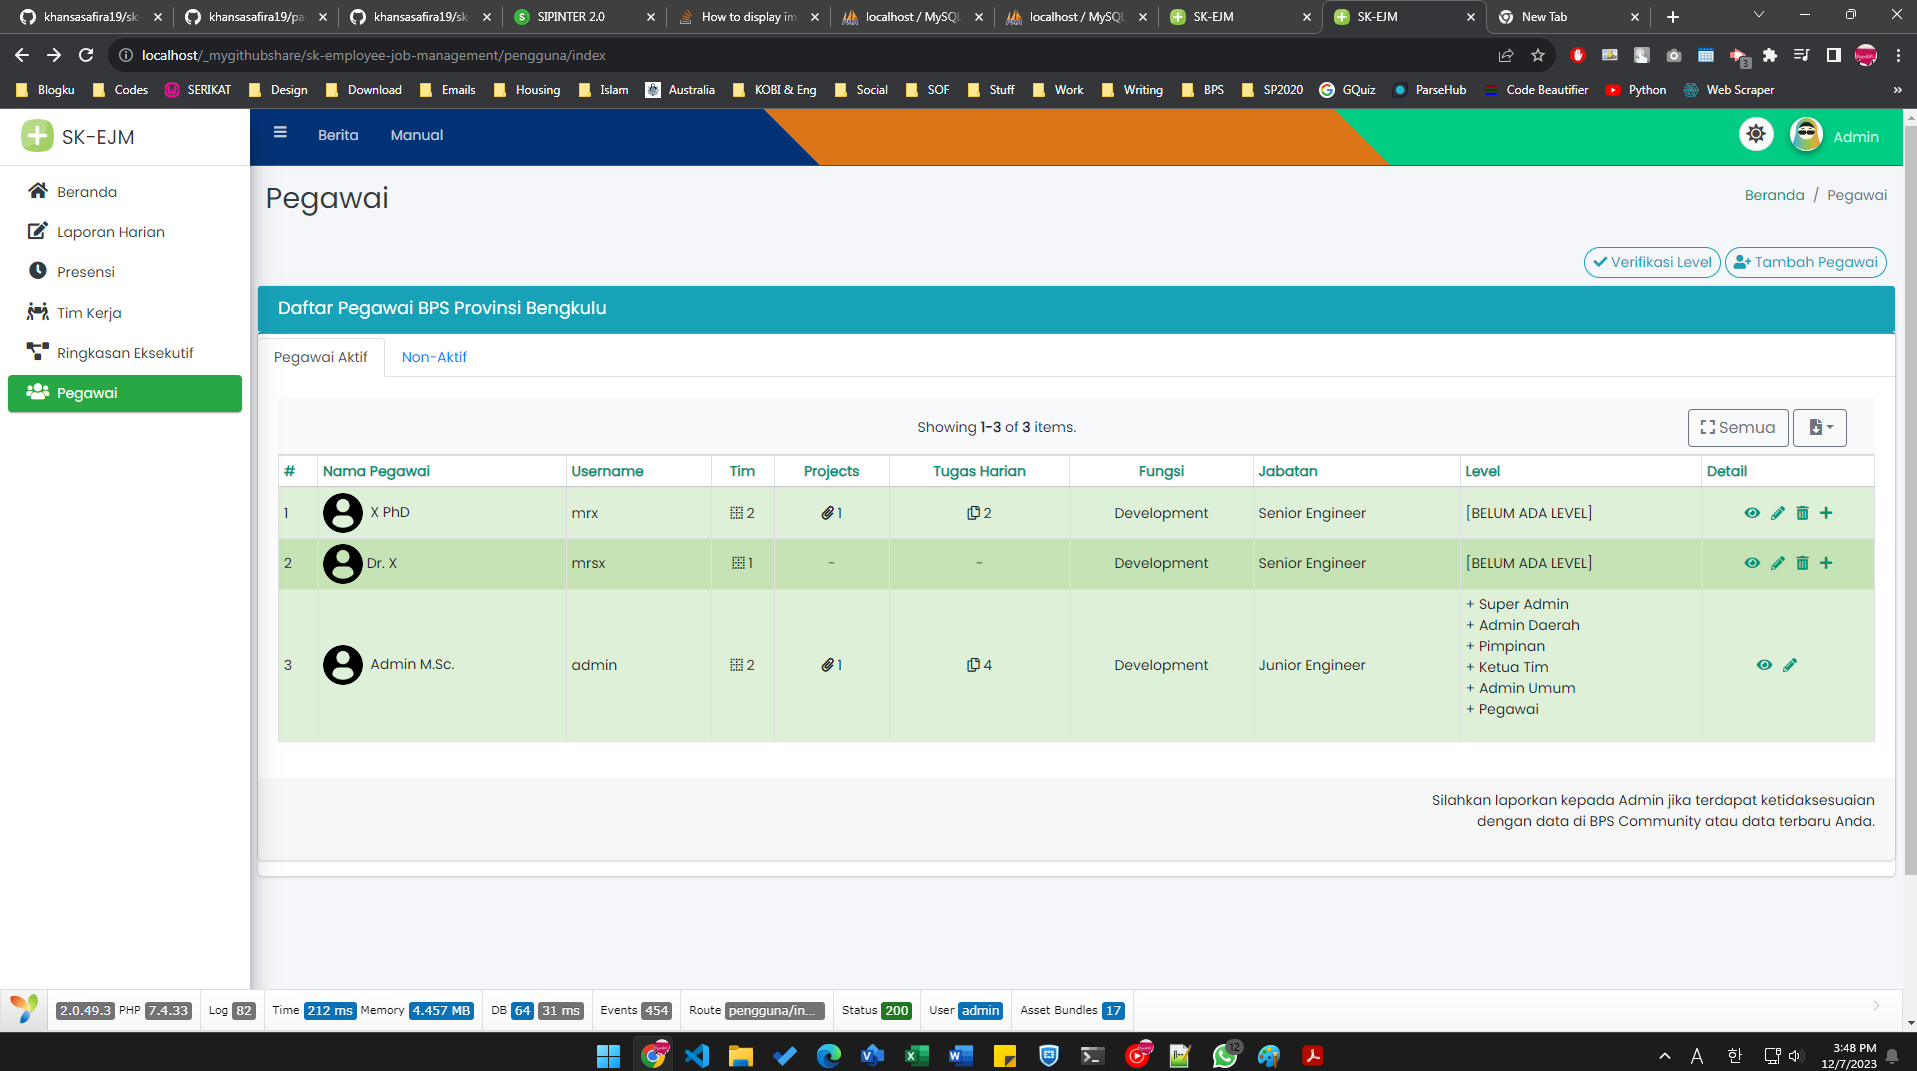 khansasafira19/sk-
khansasafira19/pa
khansasafira19/sk
SIPINTER 2.0
How to display im
localhost / MySQL
localhost / MySQL
SK-EJM
SK-EJM
New Tab
localhost/_mygithubshare/sk-employee-job-management/pengguna/index
3
Blogku
Codes
SERIKAT
Design
Download
Emails
Housing
Islam
Australia
KOBI & Eng
Social
SOF
Stuff
Work
Writing
BPS
SP2020
GQuiz
ParseHub
Code Beautifier
Python
Web Scraper
»
SK-EJM
Berita
Manual
Admin
Beranda
Laporan Harian
Presensi
Tim Kerja
Ringkasan Eksekutif
Pegawai
Pegawai
Beranda / Pegawai
Verifikasi Level
Tambah Pegawai
Daftar Pegawai BPS Provinsi Bengkulu
Pegawai Aktif
Non-Aktif
Showing 1-3 of 3 items.
Semua
# Nama Pegawai Username Tim Projects Tugas Harian Fungsi Jabatan Level Detail
1 X PhD mrx 2 1 2 Development Senior Engineer [BELUM ADA LEVEL]
2 Dr. X mrsx 1 - - Development Senior Engineer [BELUM ADA LEVEL]
3 Admin M.Sc. admin 2 1 4 Development Junior Engineer
+ Super Admin
+ Admin Daerah
+ Pimpinan
+ Ketua Tim
+ Admin Umum
+ Pegawai
Silahkan laporkan kepada Admin jika terdapat ketidaksesuaian
dengan data di BPS Community atau data terbaru Anda.
2.0.49.3 PHP 7.4.33 Log 82 Time 212 ms Memory 4.457 MB DB 64 31 ms Events 454 Route pengguna/in... Status 200 User admin Asset Bundles 17
12
A
한
3:48 PM
12/7/2023